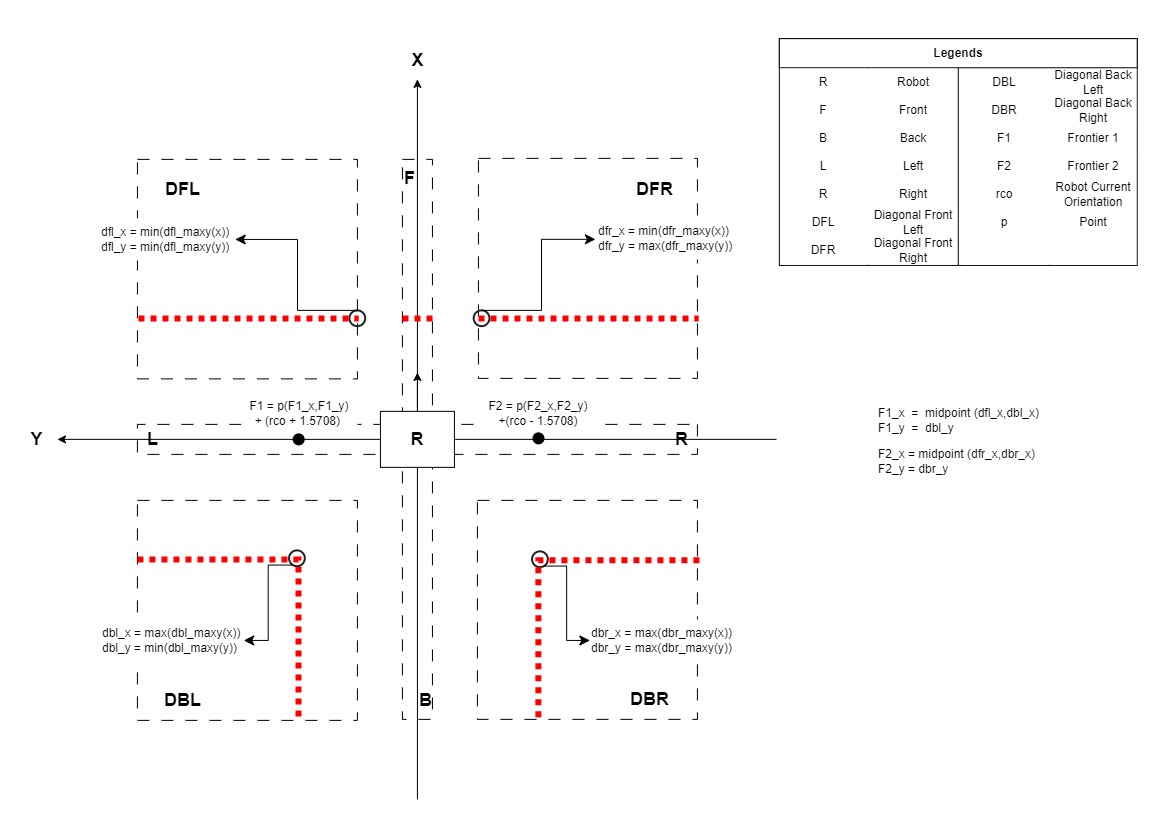 X
Legends
R Robot DBL Diagonal Back
Left
F Front DBR Diagonal Back
Right
B Back F1 Frontier 1
L Left F2 Frontier 2
R Right rco Robot Current
Orientation
DFL Diagonal Front
Left p Point
DFR Diagonal Front
Right
DFL
F
DFR
dfl_x = min(dfl_maxy(x))
dfl_y = min(dfl_maxy(y))
dfr_x = min(dfr_maxy(x))
dfr_y = max(dfr_maxy(y))
F1 = p(F1_x,F1_y)
+ (rco + 1.5708)
F2 = p(F2_x,F2_y)
+(rco - 1.5708)
F1_x = midpoint (dfl_x,dbl_x)
F1_y = dbl_y
F2_x = midpoint (dfr_x,dbr_x)
F2_y = dbr_y
Y
L
R
R
dbl_x = max(dbl_maxy(x))
dbl_y = min(dbl_maxy(y))
dbr_x = max(dbr_maxy(x))
dbr_y = max(dbr_maxy(y))
DBL
B
DBR